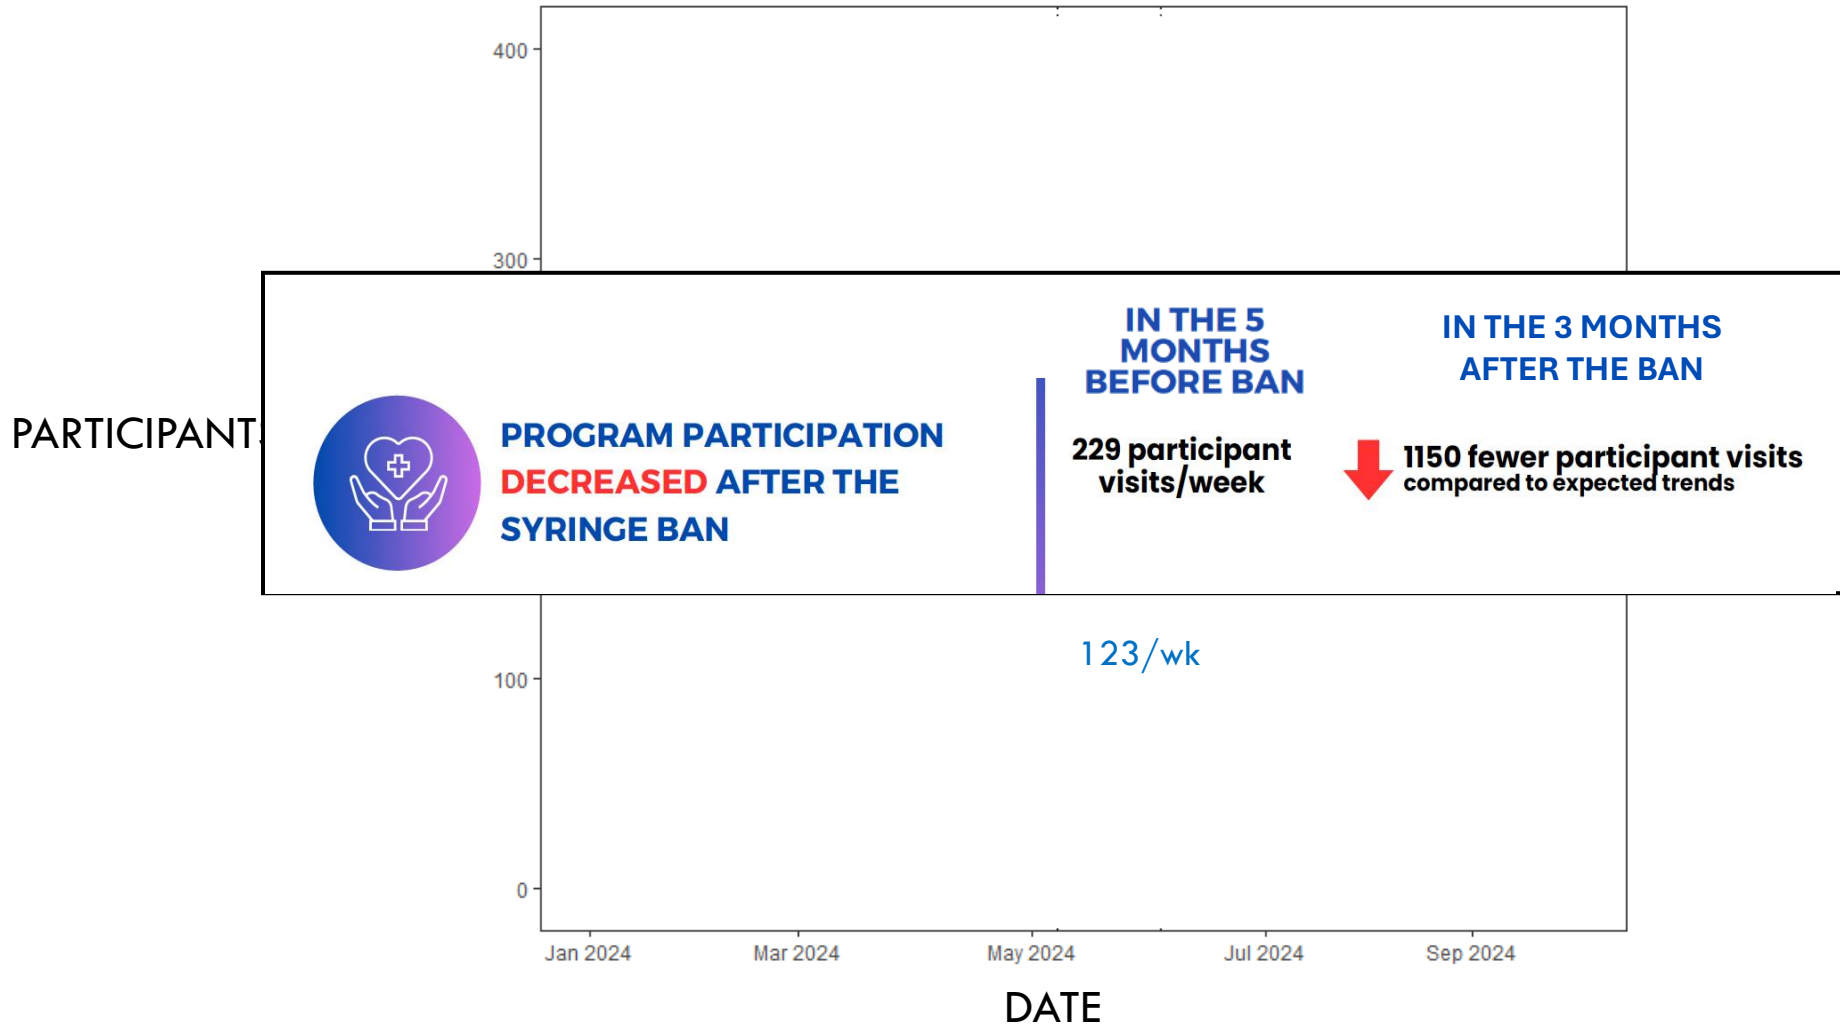 400
300
IN THE 5
MONTHS
BEFORE BAN
IN THE 3 MONTHS
AFTER THE BAN
PARTICIPANTS
PROGRAM PARTICIPATION
DECREASED AFTER THE
SYRINGE BAN
229 participant
visits/week
1150 fewer participant visits
compared to expected trends
123/wk
100
0
Jan 2024
Mar 2024
May 2024
Jul 2024
Sep 2024
DATE